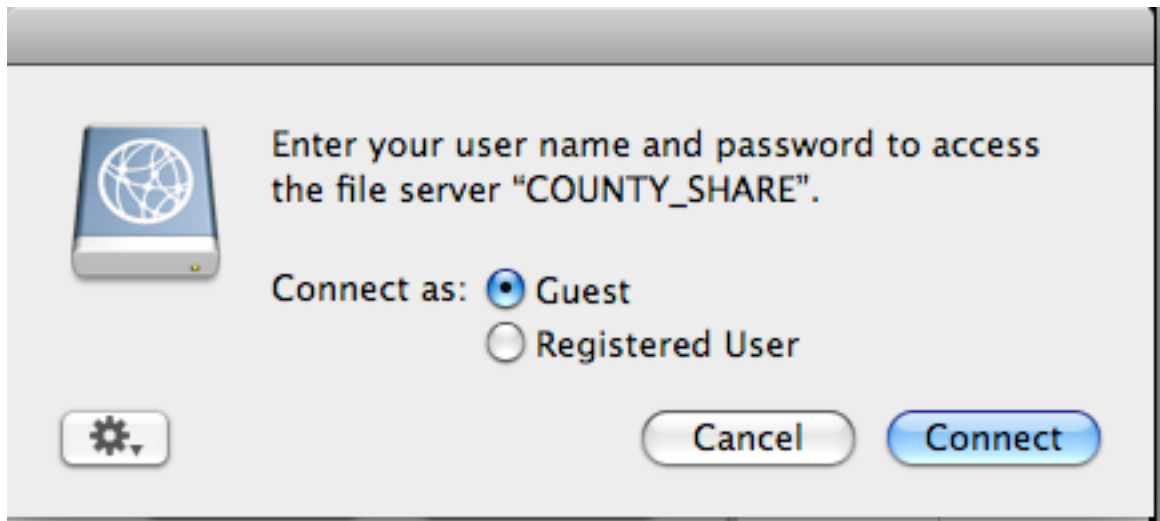 Enter your user name and password to access
the file server “COUNTY_SHARE”.
Connect as: Guest
Registered User
Cancel Connect